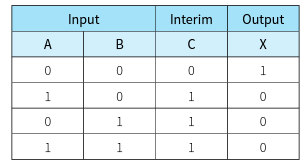 Input Interim Output
A B C X
0 0 0 1
1 0 1 0
0 1 1 0
1 1 1 0